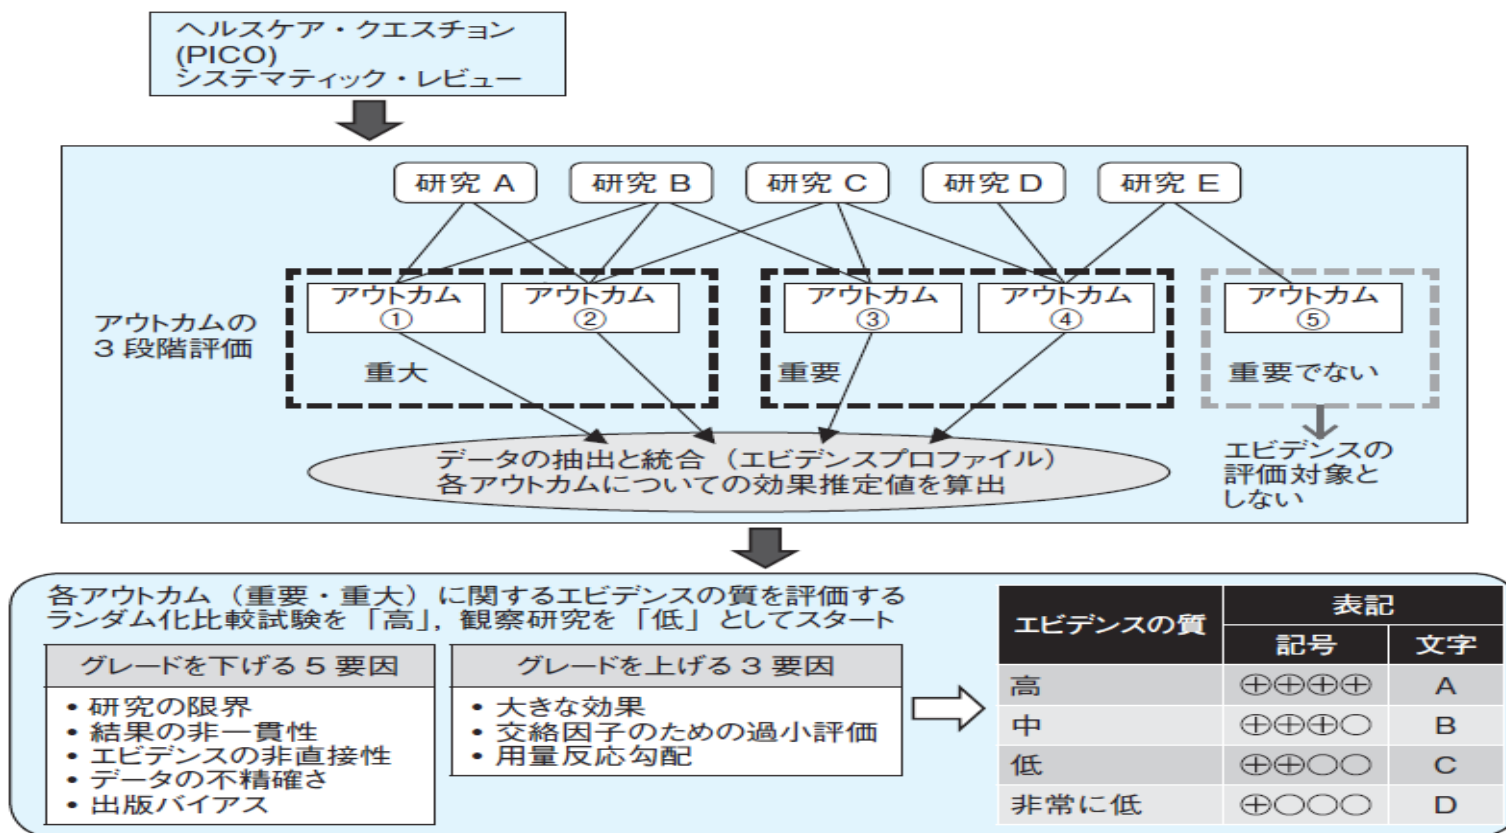 ヘルスケア・クエスチョン
(PICO)
システマティック・レビュー
研究 A
研究 B
研究 C
研究 D
研究 E
アウトカムの
3 段階評価
アウトカム
①
アウトカム
②
アウトカム
③
アウトカム
④
アウトカム
⑤
重大
重要
重要でない
データの抽出と統合（エビデンスプロファイル）
各アウトカムについての効果推定値を算出
エビデンスの
評価対象と
しない
各アウトカム（重要・重大）に関するエビデンスの質を評価する
ランダム化比較試験を「高」，観察研究を「低」としてスタート
グレードを下げる 5 要因
• 研究の限界
• 結果の非一貫性
• エビデンスの非直接性
• データの不精確さ
• 出版バイアス
グレードを上げる 3 要因
• 大きな効果
• 交絡因子のための過小評価
• 用量反応勾配
エビデンスの質
表記
記号 文字
高 ⊕⊕⊕⊕ A
中 ⊕⊕⊕○ B
低 ⊕⊕○○ C
非常に低 ⊕○○○ D